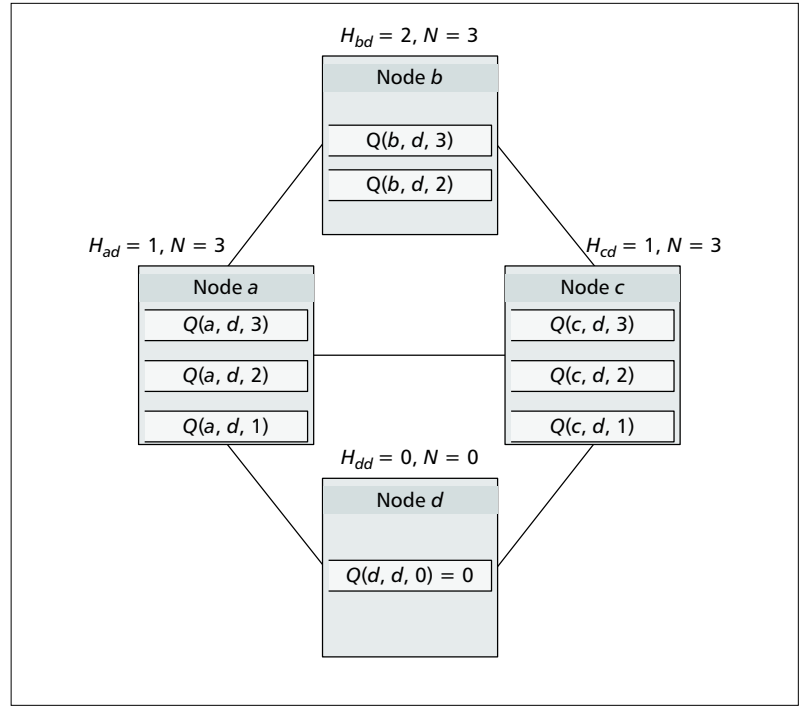 H_bd = 2, N = 3
Node b
Q(b, d, 3)
Q(b, d, 2)
H_ad = 1, N = 3
H_cd = 1, N = 3
Node a
Node c
Q(a, d, 3)
Q(c, d, 3)
Q(a, d, 2)
Q(c, d, 2)
Q(a, d, 1)
Q(c, d, 1)
H_dd = 0, N = 0
Node d
Q(d, d, 0) = 0